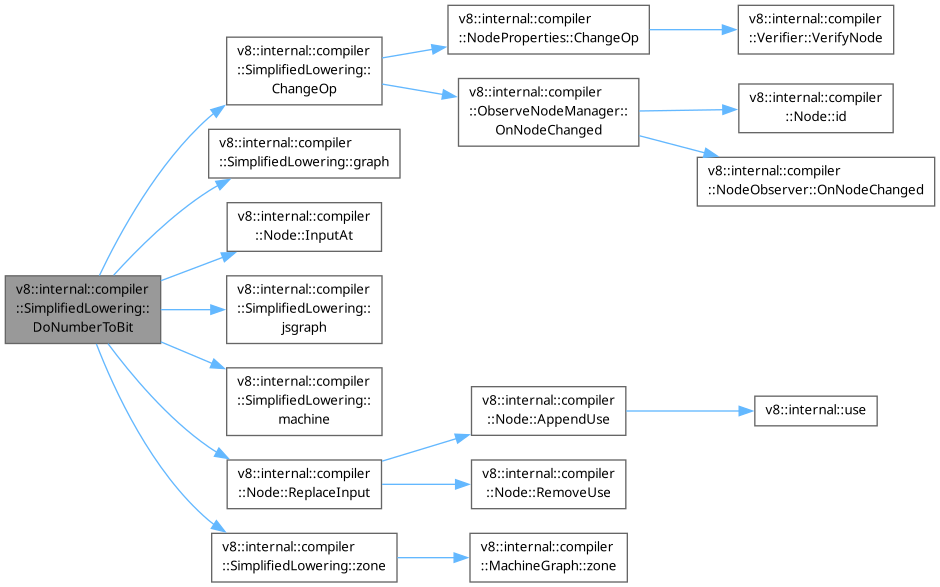 v8::internal::compiler
::SimplifiedLowering::
DoNumberToBit
v8::internal::compiler
::SimplifiedLowering::
ChangeOp
v8::internal::compiler
::NodeProperties::ChangeOp
v8::internal::compiler
::Verifier::VerifyNode
v8::internal::compiler
::ObserveNodeManager::
OnNodeChanged
v8::internal::compiler
::Node::id
v8::internal::compiler
::NodeObserver::OnNodeChanged
v8::internal::compiler
::SimplifiedLowering::graph
v8::internal::compiler
::Node::InputAt
v8::internal::compiler
::SimplifiedLowering::
jsgraph
v8::internal::compiler
::SimplifiedLowering::
machine
v8::internal::compiler
::Node::ReplaceInput
v8::internal::compiler
::Node::AppendUse
v8::internal::use
v8::internal::compiler
::Node::RemoveUse
v8::internal::compiler
::SimplifiedLowering::zone
v8::internal::compiler
::MachineGraph::zone